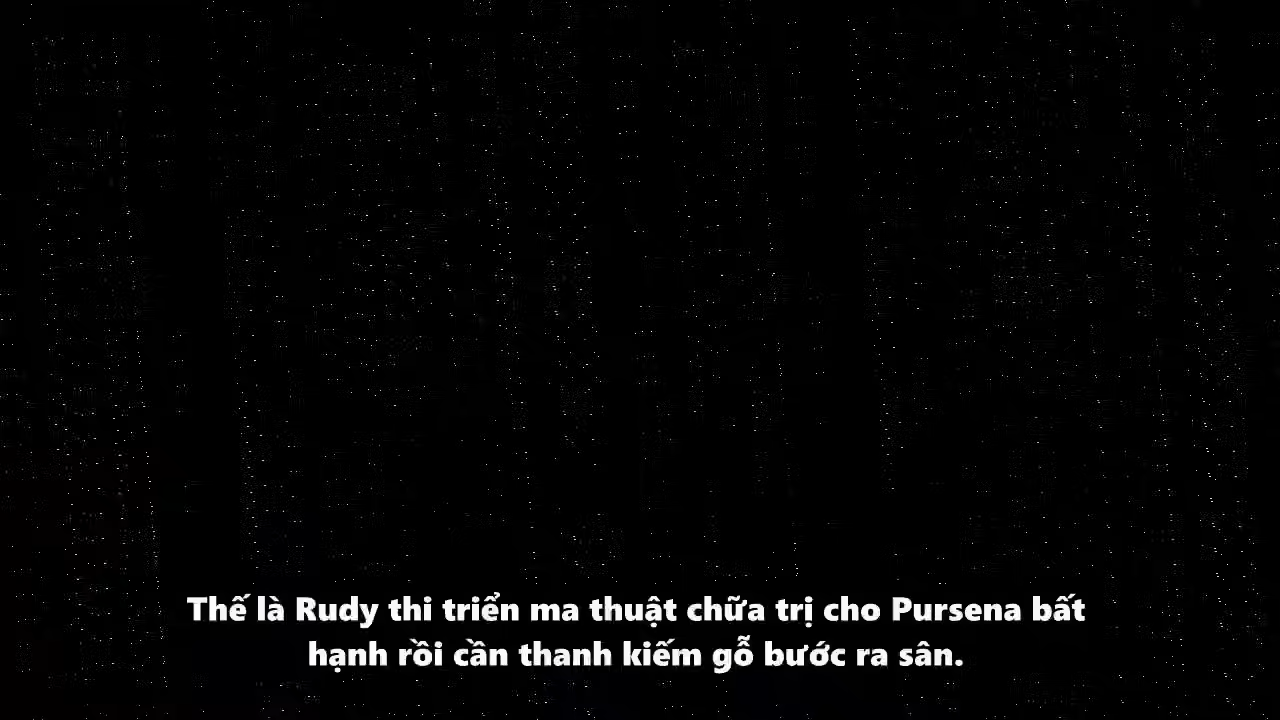 Thế là Rudy thi triển ma thuật chữa trị cho Pursena bất
hạnh rồi cần thanh kiếm gỗ bước ra sân.